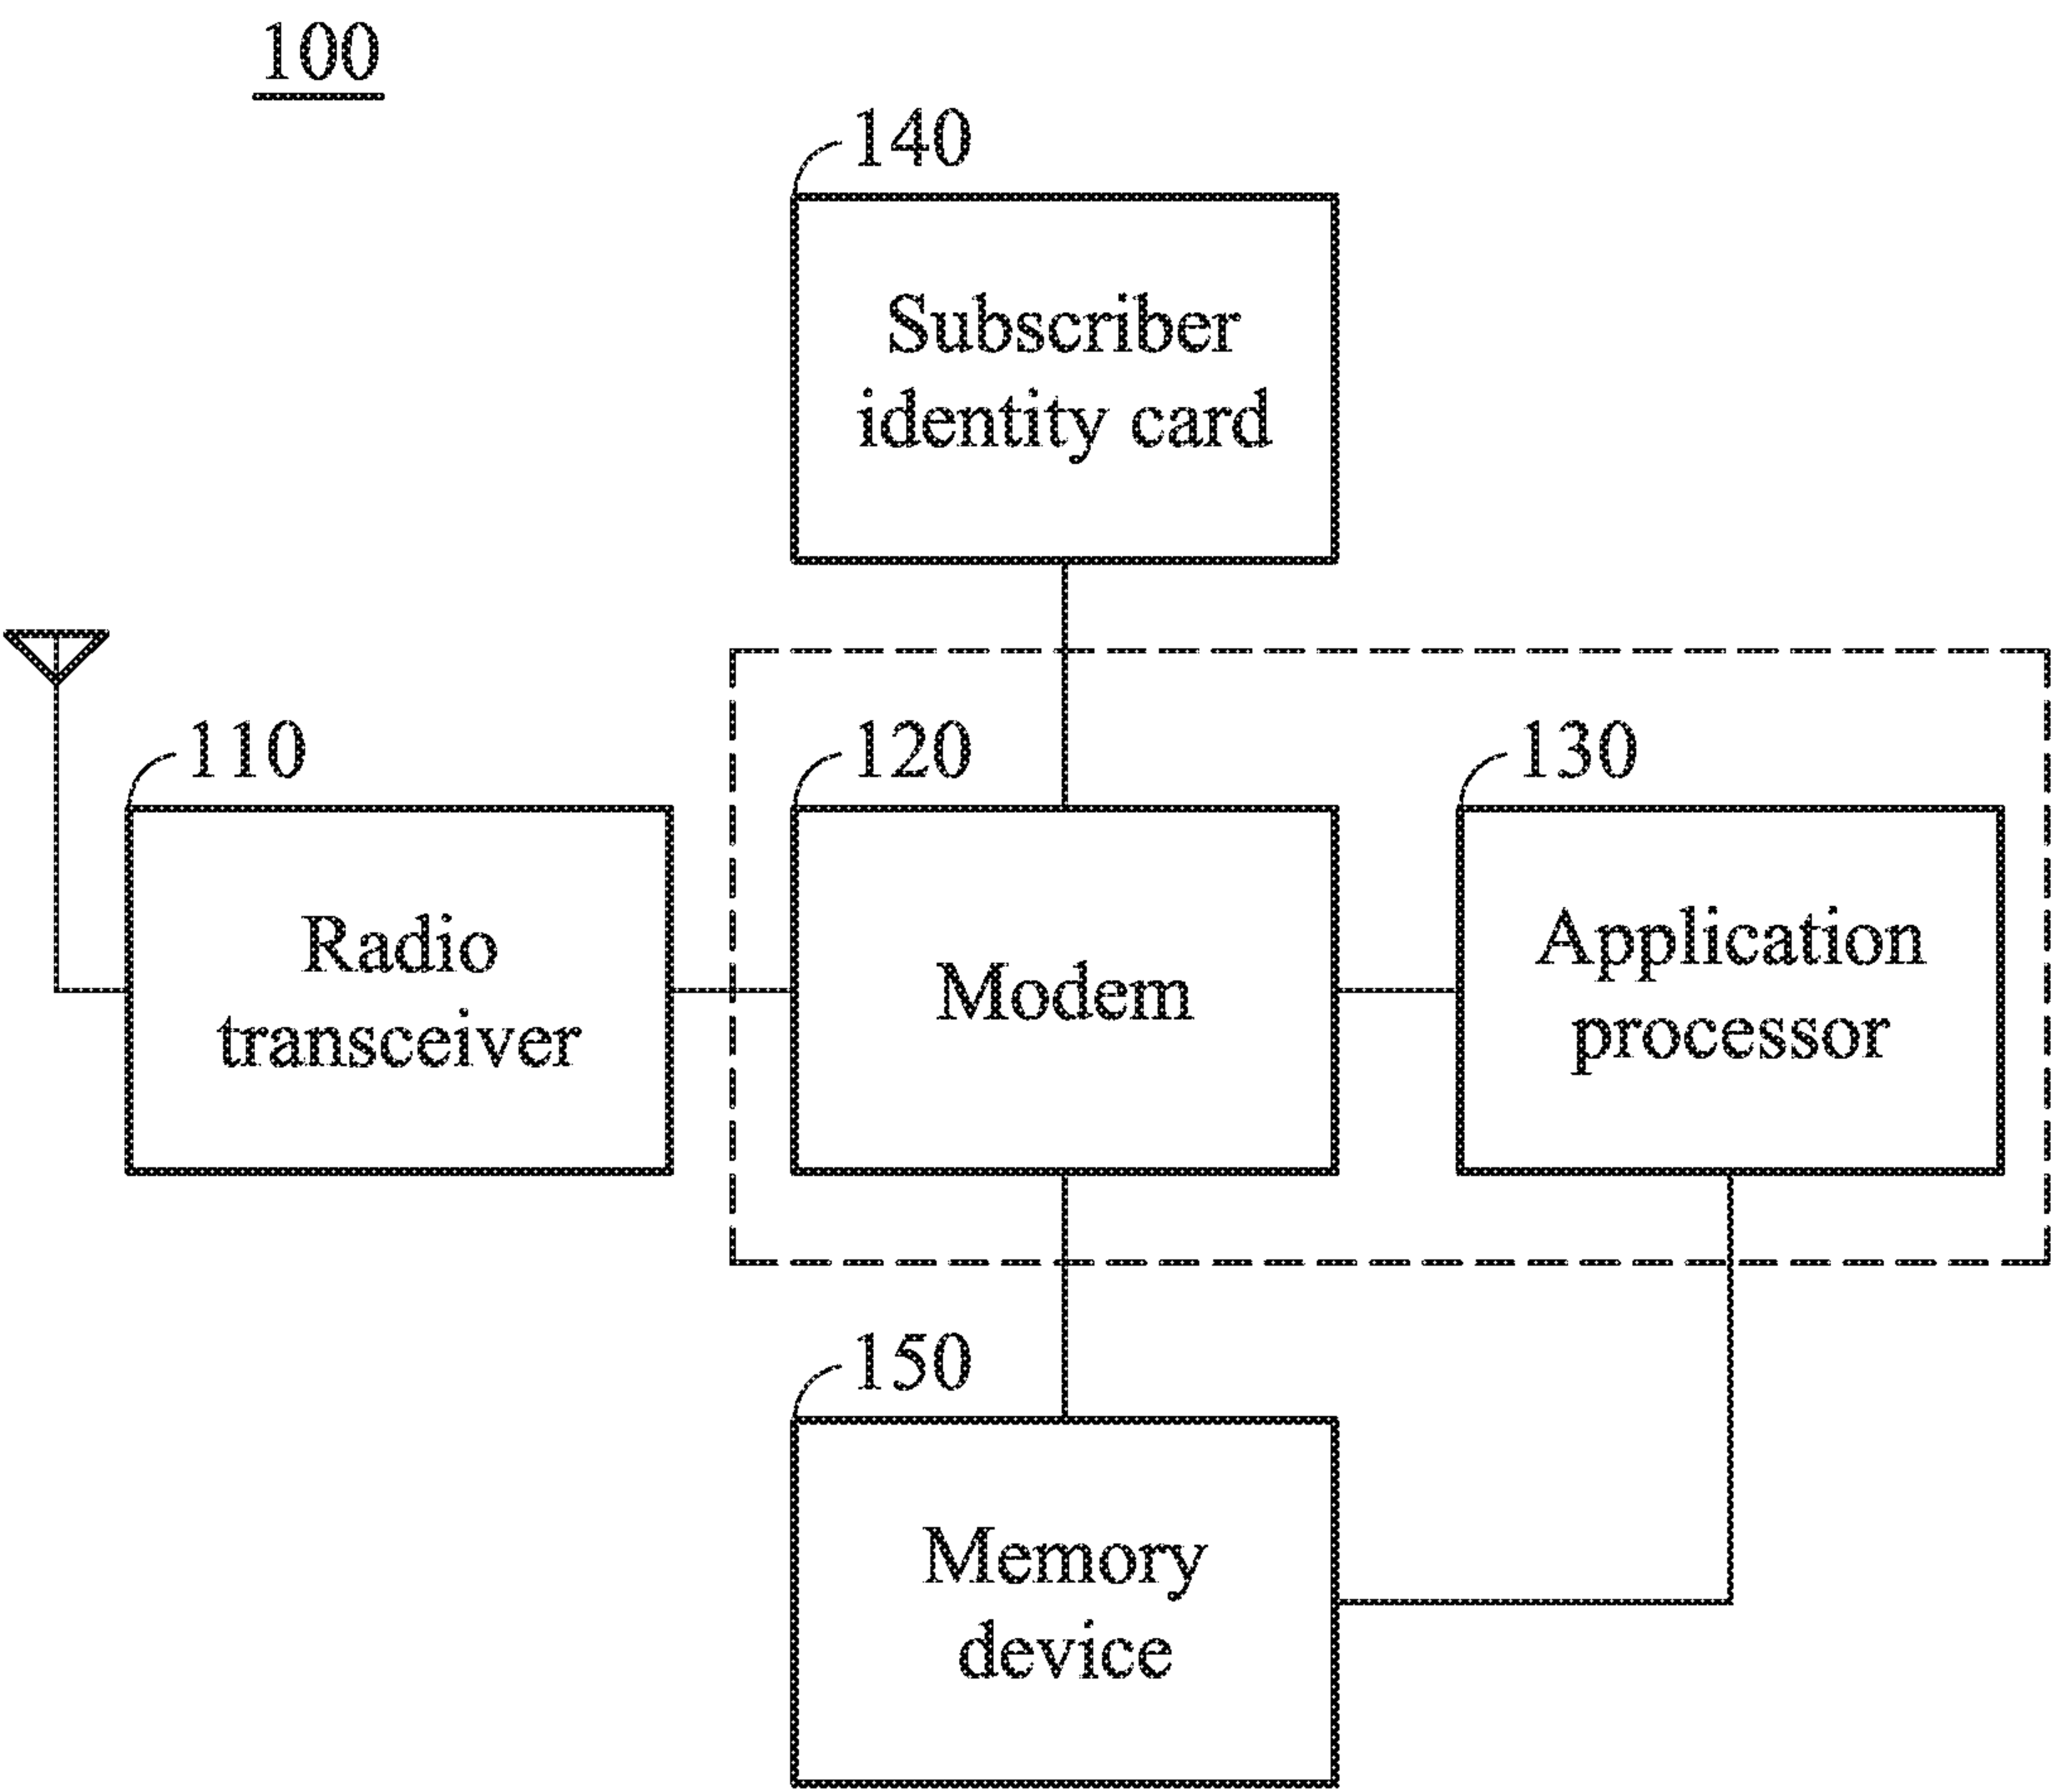 100
140
Subscriber
identity card
110
120
130
Radio
transceiver
Modem
Application
processor
150
Memory
device